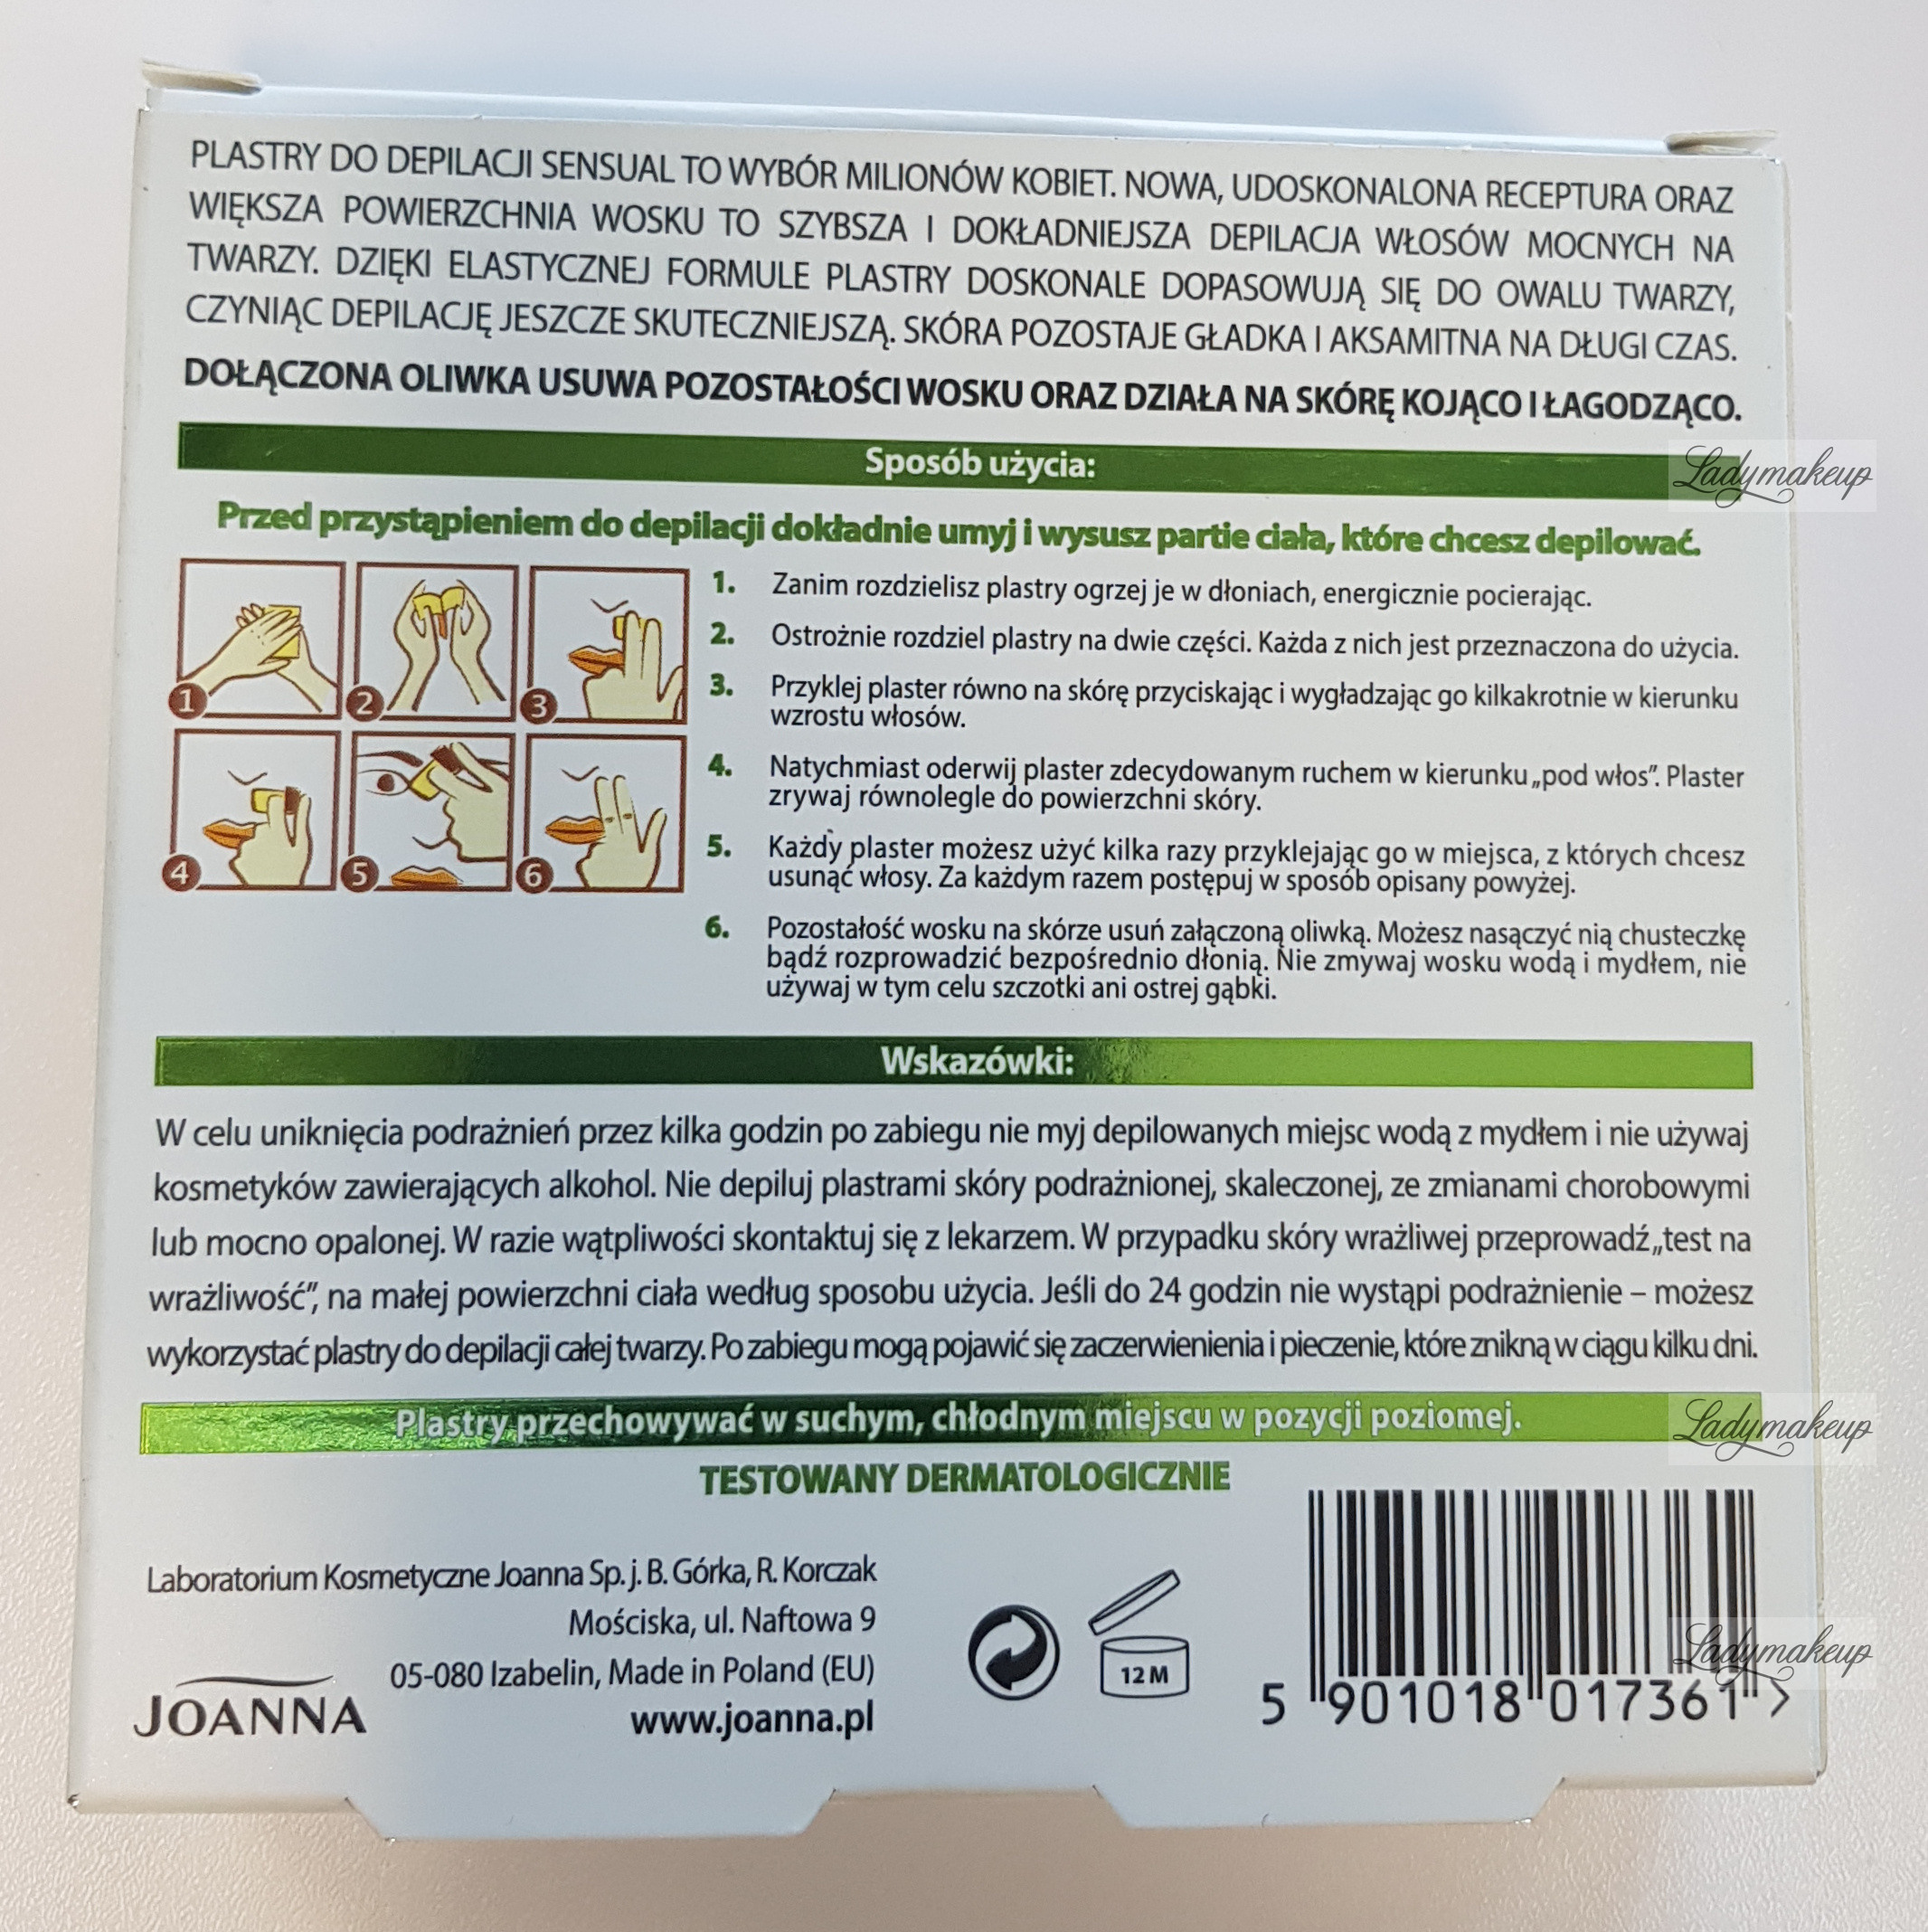 PLASTRY DO DEPILACJI SENSUAL TO WYBÓR MILIONÓW KOBIET. NOWA, UDOSKONALONA RECEPTURA ORAZ
WIĘKSZA POWIERZCHNIA WOSKU TO SZYBSZA I DOKŁADNIEJSZA DEPILACJA WŁOSÓW MOCNYCH NA
TWARZY. DZIĘKI ELASTYCZNEJ FORMULE PLASTRY DOSKONALE DOPASOWUJĄ SIĘ DO OWALU TWARZY,
CZYNIĄC DEPILACJĘ JESZCZE SKUTECZNIEJSZĄ. SKÓRA POZOSTAJE GŁADKA I AKSAMITNA NA DŁUGI CZAS.
DOŁĄCZONA OLIWKA USUWA POZOSTAŁOŚCI WOSKU ORAZ DZIAŁA NA SKÓRĘ KOJĄCO I ŁAGODZĄCO.
Sposób użycia:
Ladymakeup
Przed przystąpieniem do depilacji dokładnie umyj i wysusz partie ciała, które chcesz depilować.
1 2 3
4 5 6
1. Zanim rozdzielisz plastry ogrzej je w dłoniach, energicznie pocierając.
2. Ostrożnie rozdziel plastry na dwie części. Każda z nich jest przeznaczona do użycia.
3. Przyklej plaster równo na skórę przyciskając i wygładzając go kilkakrotnie w kierunku
wzrostu włosów.
4. Natychmiast oderwij plaster zdecydowanym ruchem w kierunku „pod włos”. Plaster
zrywaj równolegle do powierzchni skóry.
5. Każdy plaster możesz użyć kilka razy przyklejając go w miejsca, z których chcesz
usunąć włosy. Za każdym razem postępuj w sposób opisany powyżej.
6. Pozostałość wosku na skórze usuń załączoną oliwką. Możesz nasączyć nią chusteczkę
bądź rozprowadzić bezpośrednio dłonią. Nie zmywaj wosku wodą i mydłem, nie
używaj w tym celu szczotki ani ostrej gąbki.
Wskazówki:
W celu uniknięcia podrażnień przez kilka godzin po zabiegu nie myj depilowanych miejsc wodą z mydłem i nie używaj
kosmetyków zawierających alkohol. Nie depiluj plastrami skóry podrażnionej, skaleczonej, ze zmianami chorobowymi
lub mocno opalonej. W razie wątpliwości skontaktuj się z lekarzem. W przypadku skóry wrażliwej przeprowadź „test na
wrażliwość”, na małej powierzchni ciała według sposobu użycia. Jeśli do 24 godzin nie wystąpi podrażnienie – możesz
wykorzystać plastry do depilacji całej twarzy. Po zabiegu mogą pojawić się zaczerwienienia i pieczenie, które znikną w ciągu kilku dni.
Plastry przechowywać w suchym, chłodnym miejscu w pozycji poziomej.
Ladymakeup
TESTOWANY DERMATOLOGICZNIE
Laboratorium Kosmetyczne Joanna Sp. j. B. Górka, R. Korczak
Mościska, ul. Naftowa 9
05-080 Izabelin, Made in Poland (EU)
www.joanna.pl
JOANNA
12 M
Ladymakeup
5 901018 017361 >